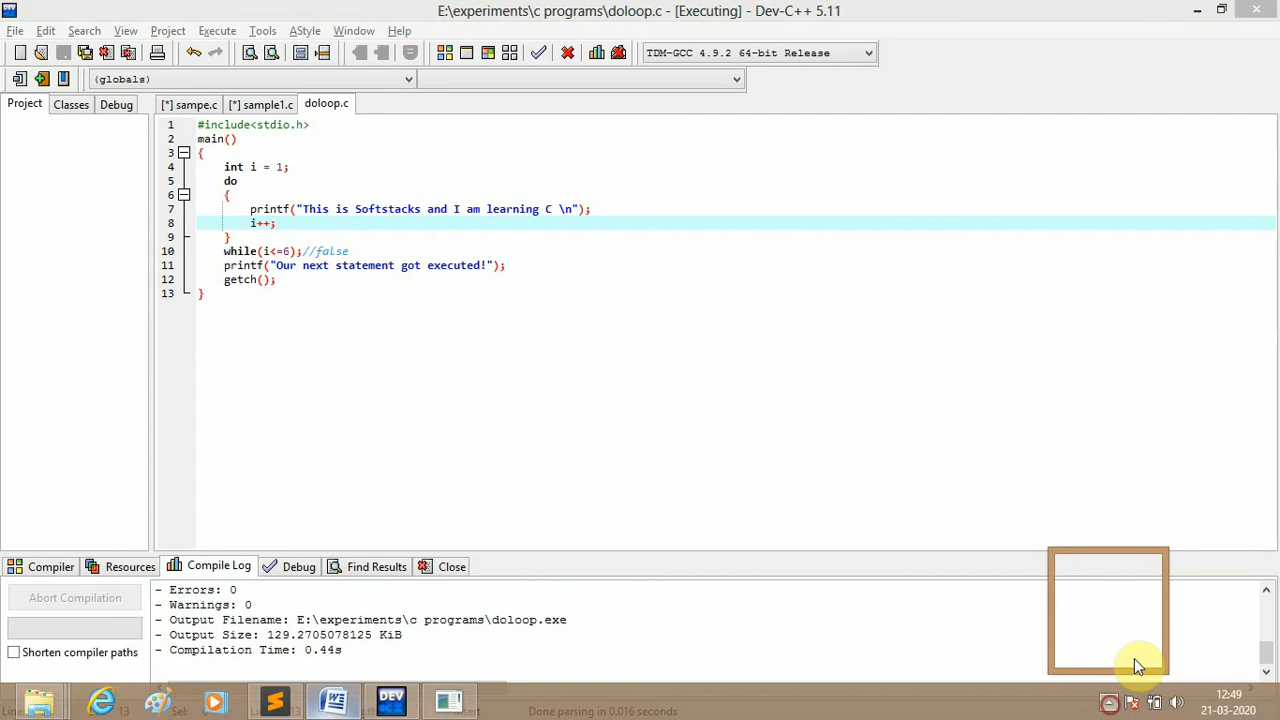 E:\experiments\c programs\doloop.c - [Executing] - Dev-C++ 5.11
File Edit Search View Project Execute Tools AStyle Window Help
TDM-GCC 4.9.2 64-bit Release
(globals)
Project Classes Debug [*] sampe.c [*] sample1.c doloop.c
1 #include<stdio.h>
2 main()
3 {
4 int i = 1;
5 do
6 {
7 printf("This is Softstacks and I am learning C \n");
8 i++;
9 }
10 while(i<=6);//false
11 printf("Our next statement got executed!");
12 getch();
13 }
Compiler Resources Compile Log Debug Find Results Close
Abort Compilation
Shorten compiler paths
- Errors: 0
- Warnings: 0
- Output Filename: E:\experiments\c programs\doloop.exe
- Output Size: 129.2705078125 KiB
- Compilation Time: 0.44s
DEV
13 Sel: Insert Done parsing in 0.016 seconds
12:49
21-03-2020